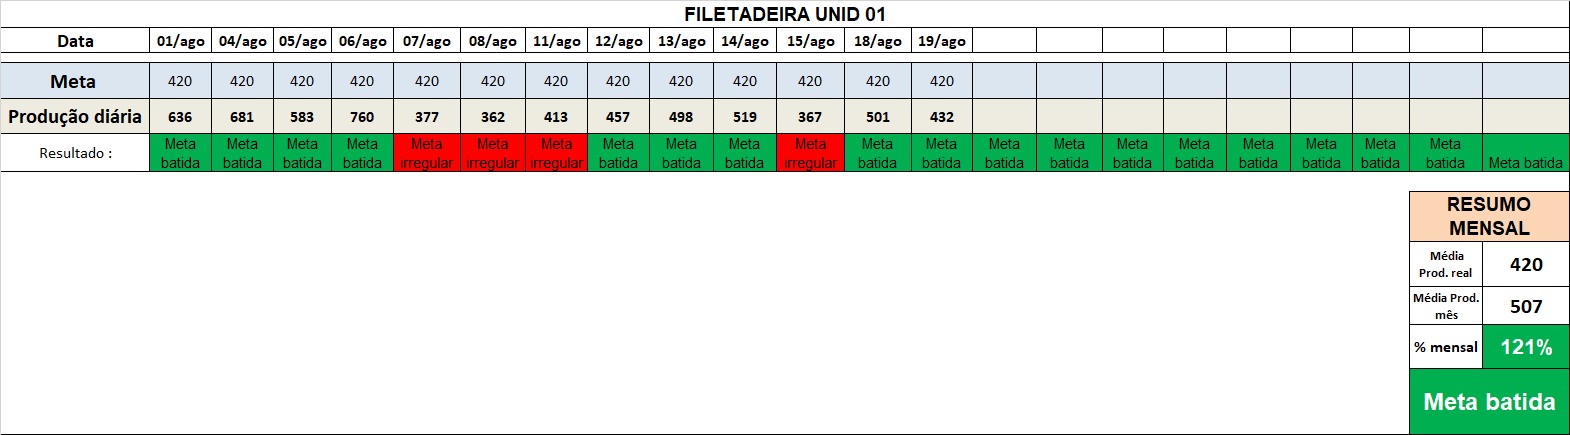 FILETADEIRA UNID 01
Data 01/ago 04/ago 05/ago 06/ago 07/ago 08/ago 11/ago 12/ago 13/ago 14/ago 15/ago 18/ago 19/ago
Meta 420 420 420 420 420 420 420 420 420 420 420 420 420
Produção diária 636 681 583 760 377 362 413 457 498 519 367 501 432
Resultado : Meta batida Meta batida Meta batida Meta batida Meta irregular Meta irregular Meta irregular Meta batida Meta batida Meta batida Meta irregular Meta batida Meta batida Meta batida Meta batida Meta batida Meta batida Meta batida Meta batida Meta batida Meta batida Meta batida
RESUMO
MENSAL
Média
Prod. real 420
Média Prod.
mês 507
% mensal 121%
Meta batida